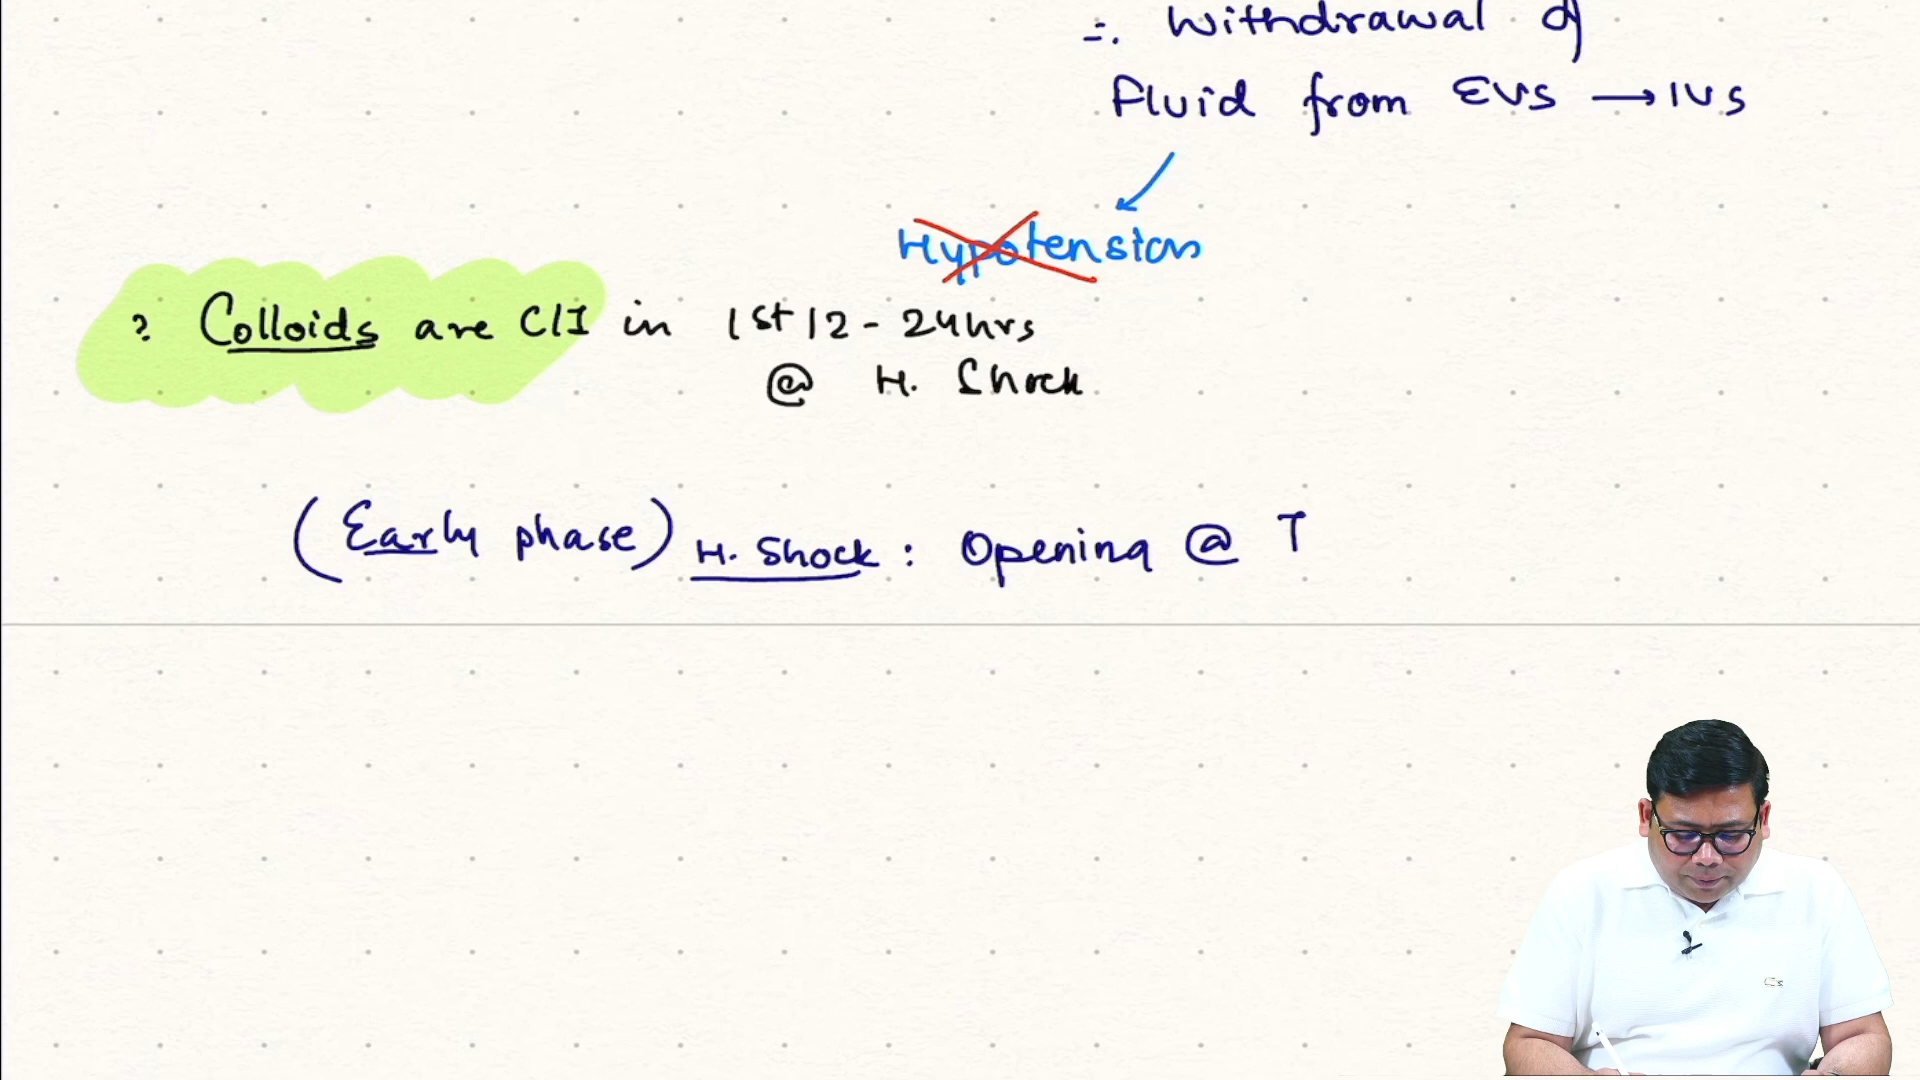 ∴ Withdrawal of
Fluid from EVS → IVS
Hypotension
? Colloids are C/I in 1st 12 - 24hrs
@ H. Shock
(Early phase) H. Shock : Opening @ T